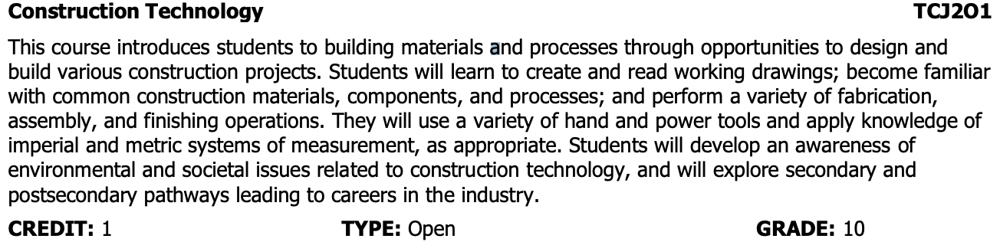 Construction Technology TCJ2O1
This course introduces students to building materials and processes through opportunities to design and
build various construction projects. Students will learn to create and read working drawings; become familiar
with common construction materials, components, and processes; and perform a variety of fabrication,
assembly, and finishing operations. They will use a variety of hand and power tools and apply knowledge of
imperial and metric systems of measurement, as appropriate. Students will develop an awareness of
environmental and societal issues related to construction technology, and will explore secondary and
postsecondary pathways leading to careers in the industry.
CREDIT: 1 TYPE: Open GRADE: 10